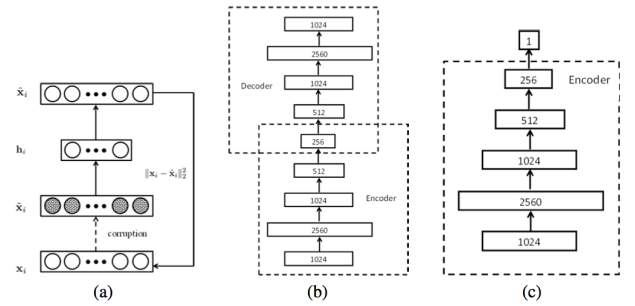 x̂ᵢ
hᵢ
‖xᵢ − x̂ᵢ‖₂²
x̃ᵢ
corruption
xᵢ
(a)
1024
2560
Decoder
1024
512
256
512
Encoder
1024
2560
1024
(b)
1
256
Encoder
512
1024
2560
1024
(c)